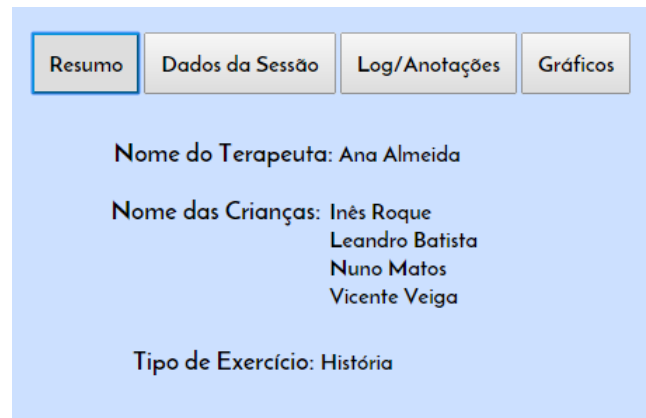 Resumo Dados da Sessão Log/Anotações Gráficos
Nome do Terapeuta: Ana Almeida
Nome das Crianças: Inês Roque
Leandro Batista
Nuno Matos
Vicente Veiga
Tipo de Exercício: História